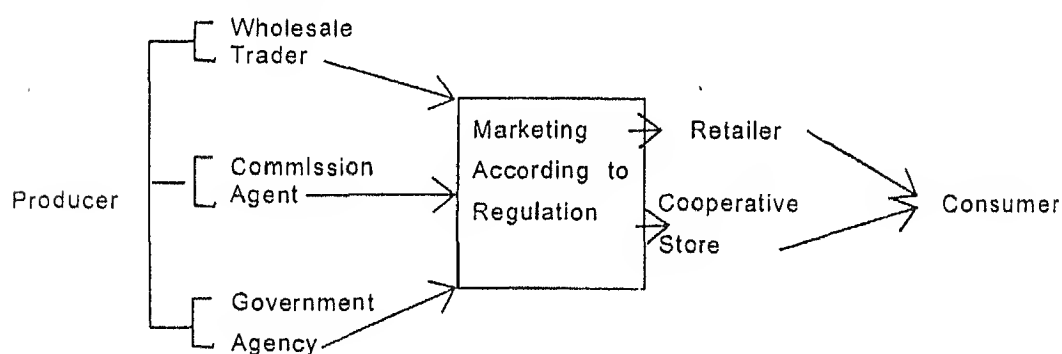 Wholesale
Trader
Producer
Commission
Agent
Government
Agency
Marketing
According to
Regulation
Retailer
Cooperative
Store
Consumer